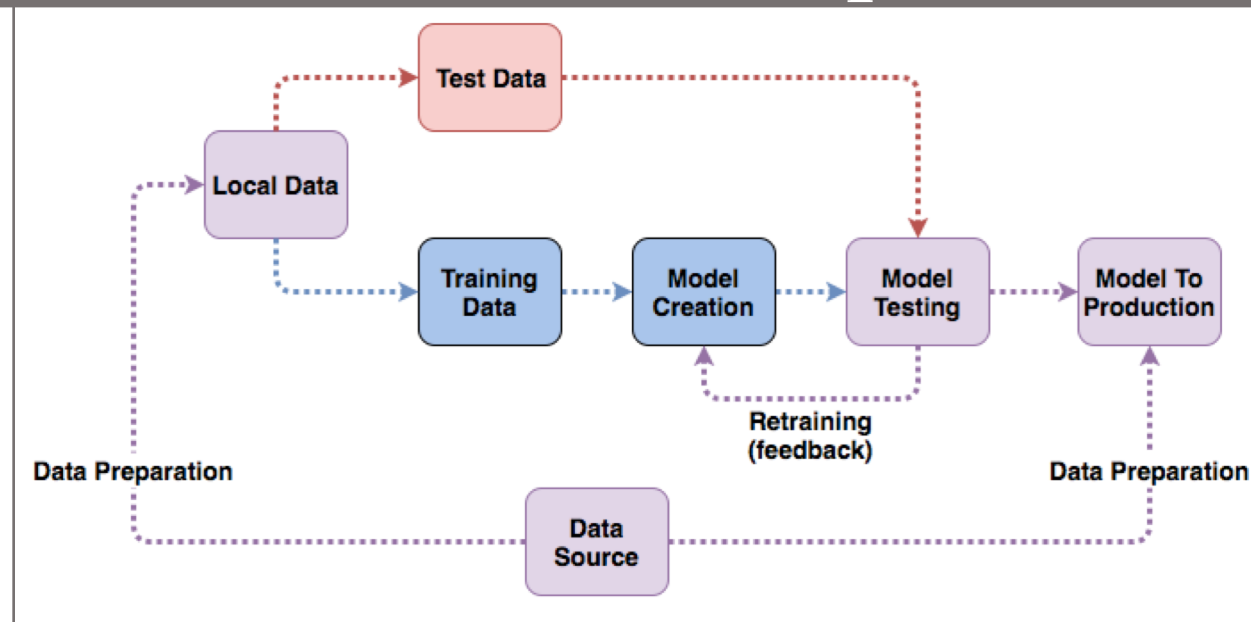 Test Data
Local Data
Training
Data
Model
Creation
Model
Testing
Model To
Production
Retraining
(feedback)
Data Preparation
Data Preparation
Data
Source